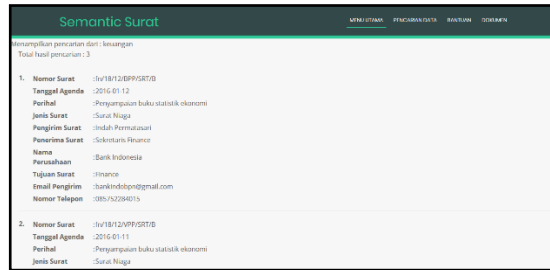 Semantic Surat
MENU UTAMA PENCARIAN DATA BANTUAN DOKUMEN
Menampilkan pencarian dari : keuangan
Total hasil pencarian : 3
1. Nomor Surat :fn/18/12/BPP/SRT/B
Tanggal Agenda :2016-01-12
Perihal :Penyampaian buku statistik ekonomi
Jenis Surat :Surat Niaga
Pengirim Surat :Indah Permatasari
Penerima Surat :Sekretaris Finance
Nama
Perusahaan :Bank Indonesia
Tujuan Surat :Finance
Email Pengirim :bankindobpn@gmail.com
Nomor Telepon :085752284015
2. Nomor Surat :fn/18/12/VPP/SRT/B
Tanggal Agenda :2016-01-11
Perihal :Penyampaian buku statistik ekonomi
Jenis Surat :Surat Niaga